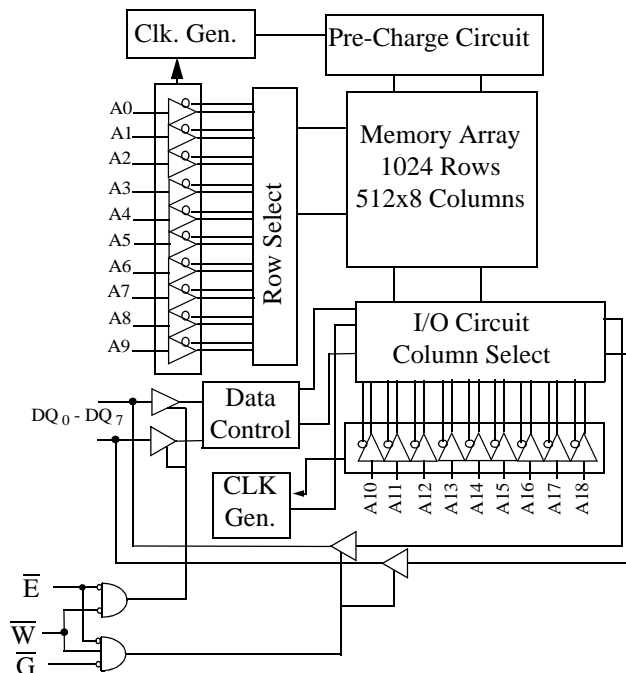 Clk. Gen.
Pre-Charge Circuit
A0
A1
A2
A3
A4
A5
A6
A7
A8
A9
Row Select
Memory Array
1024 Rows
512x8 Columns
I/O Circuit
Column Select
Data
Control
DQ0 - DQ7
CLK
Gen.
A10
A11
A12
A13
A14
A15
A16
A17
A18
E̅
W̅
G̅